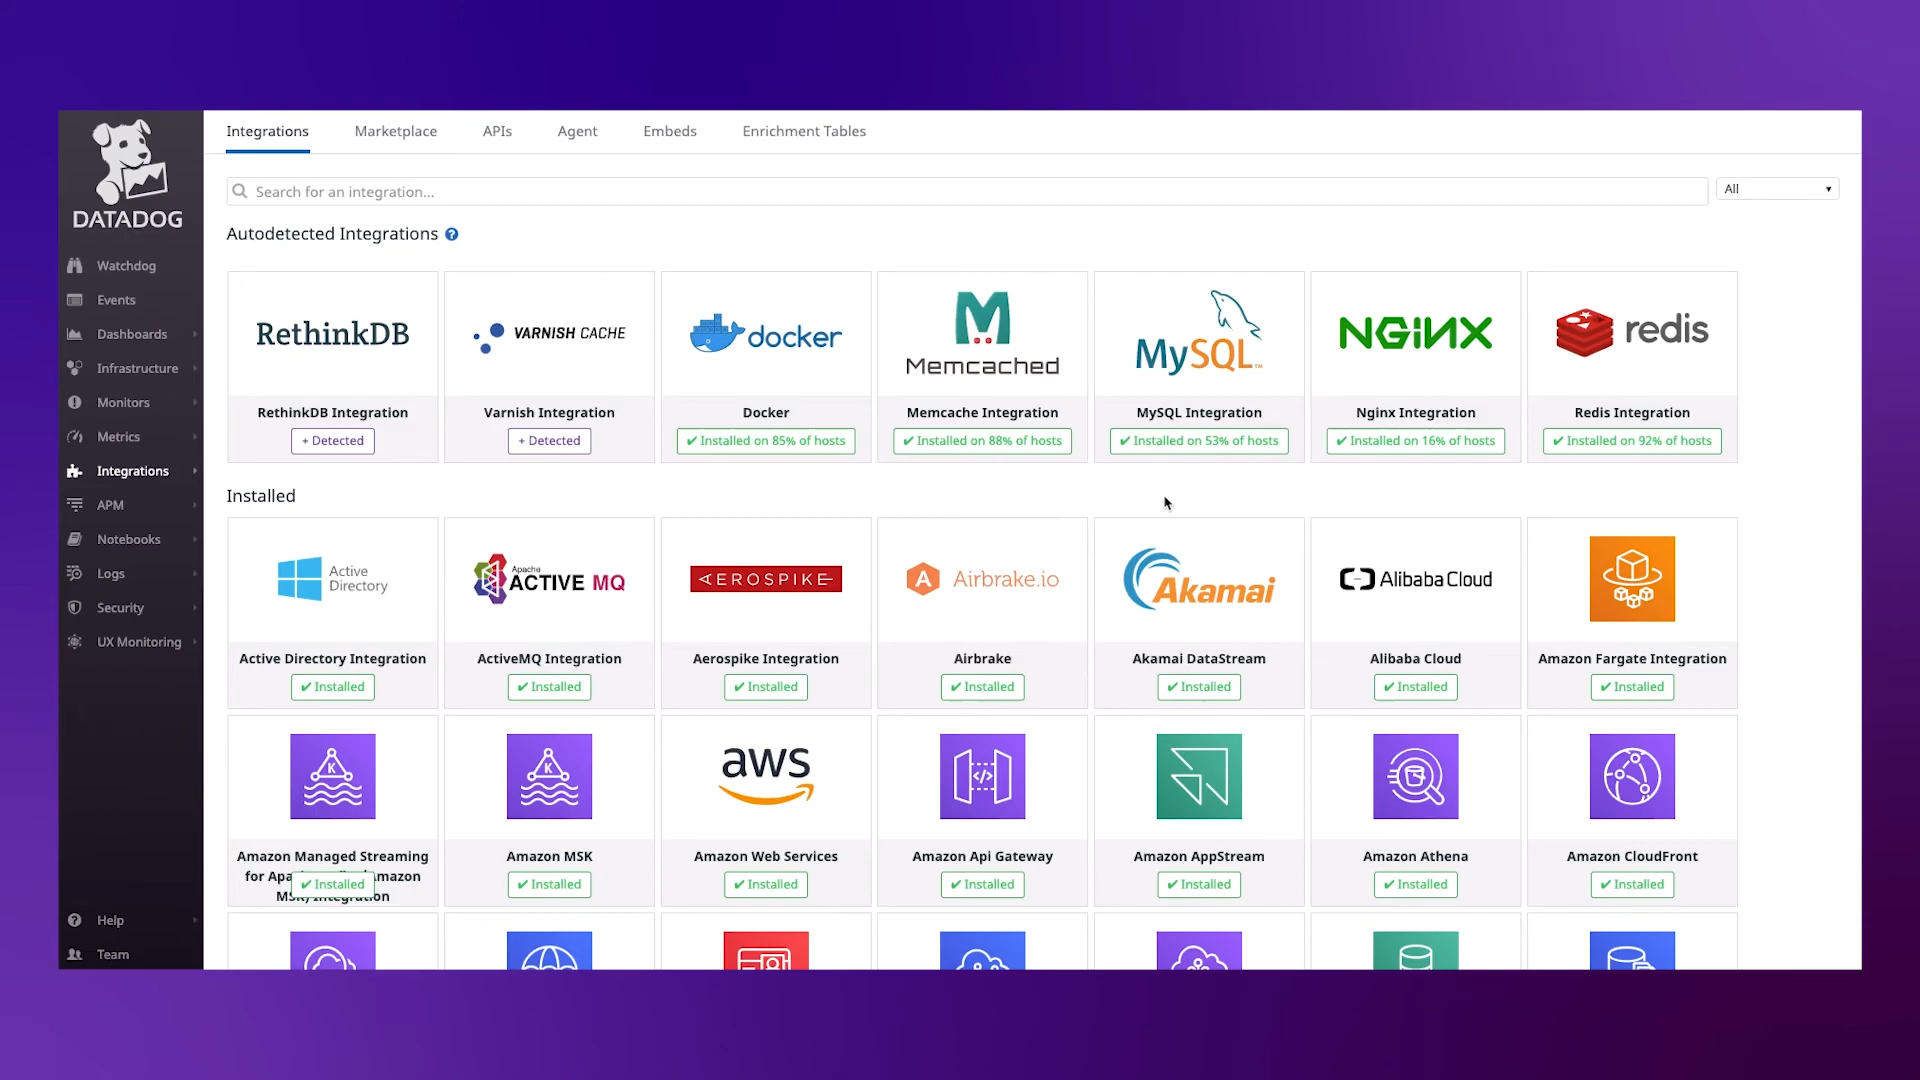 DATADOG
Watchdog
Events
Dashboards
Infrastructure
Monitors
Metrics
Integrations
APM
Notebooks
Logs
Security
UX Monitoring
Help
Team
Integrations Marketplace APIs Agent Embeds Enrichment Tables
Search for an integration...
All
Autodetected Integrations ?
RethinkDB
RethinkDB Integration
+ Detected
VARNISH CACHE
Varnish Integration
+ Detected
docker
Docker
✔ Installed on 85% of hosts
Memcached
Memcache Integration
✔ Installed on 88% of hosts
MySQL™
MySQL Integration
✔ Installed on 53% of hosts
NGINX
Nginx Integration
✔ Installed on 16% of hosts
redis
Redis Integration
✔ Installed on 92% of hosts
Installed
Active
Directory
Active Directory Integration
✔ Installed
Apache
ACTIVE MQ
ActiveMQ Integration
✔ Installed
AEROSPIKE
Aerospike Integration
✔ Installed
A Airbrake.io
Airbrake
✔ Installed
Akamai
Akamai DataStream
✔ Installed
Alibaba Cloud
Alibaba Cloud
✔ Installed
Amazon Fargate Integration
✔ Installed
K
Amazon Managed Streaming
for Amazon
✔ Installed
Integration
K
Amazon MSK
✔ Installed
aws
Amazon Web Services
✔ Installed
</>
Amazon Api Gateway
✔ Installed
Amazon AppStream
✔ Installed
Amazon Athena
✔ Installed
Amazon CloudFront
✔ Installed